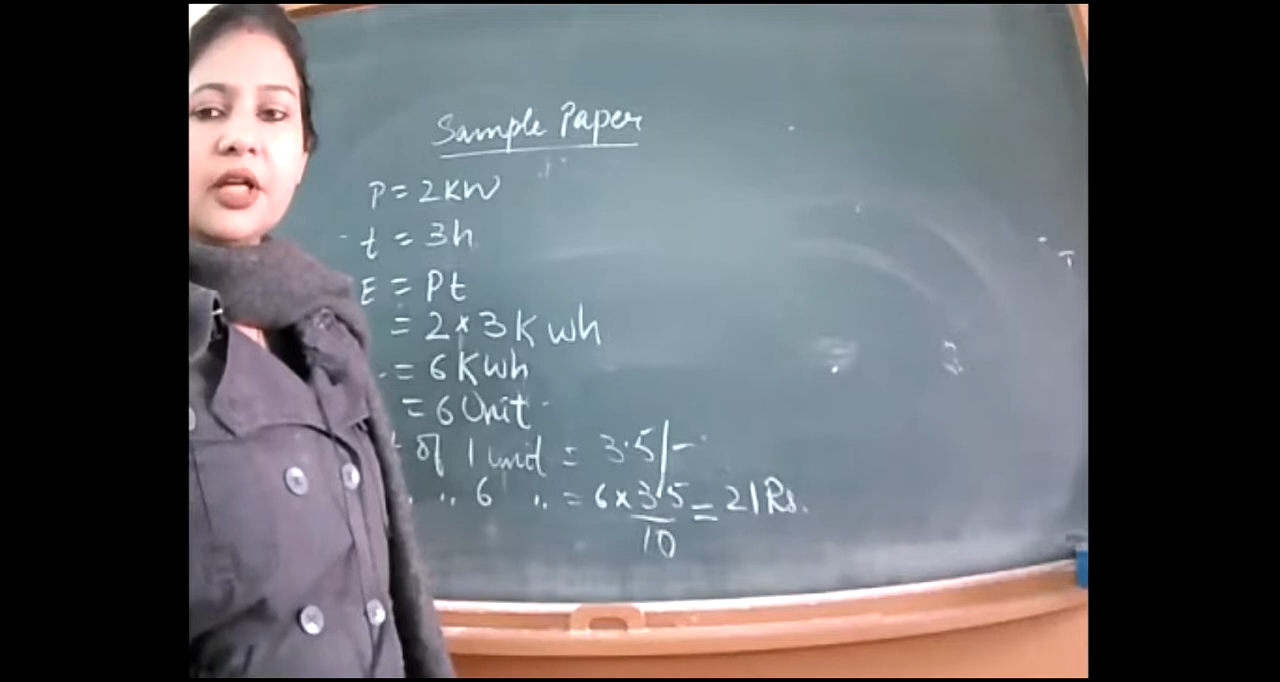 Sample Paper
P = 2KW
t = 3h
E = Pt
= 2 × 3 K wh
= 6 Kwh
= 6 Unit
of 1 unit = 3.5/-
" 6 " = 6 × 35/10 = 21 Rs.